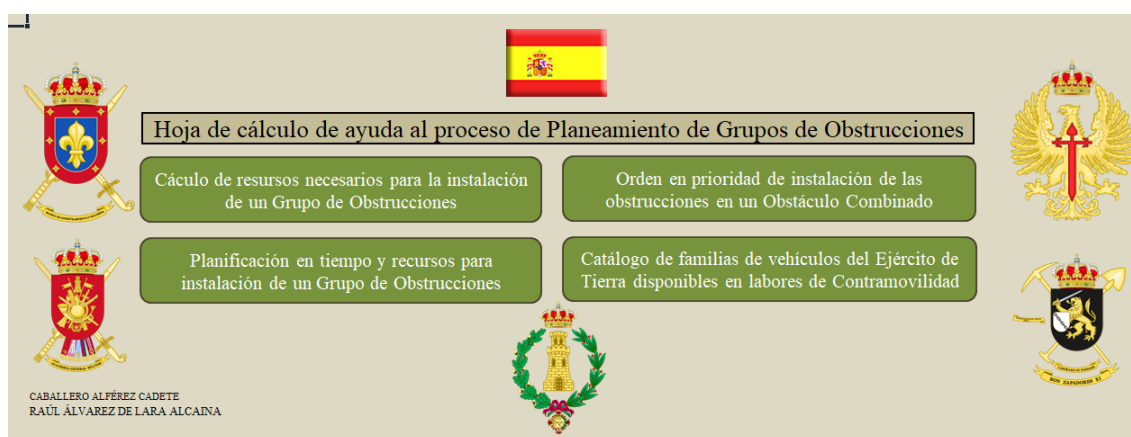 Hoja de cálculo de ayuda al proceso de Planeamiento de Grupos de Obstrucciones
Cáculo de resursos necesarios para la instalación
de un Grupo de Obstrucciones
Orden en prioridad de instalación de las
obstrucciones en un Obstáculo Combinado
Planificación en tiempo y recursos para
instalación de un Grupo de Obstrucciones
Catálogo de familias de vehículos del Ejército de
Tierra disponibles en labores de Contramovilidad
ACADEMIA GENERAL MILITAR
BON ZAPADORES XI
CABALLERO ALFÉREZ CADETE
RAÚL ÁLVAREZ DE LARA ALCAINA